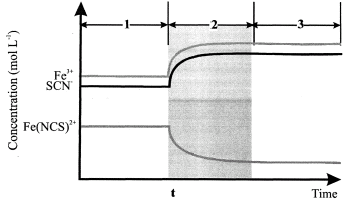 1 2 3
Concentration (mol L⁻¹)
Fe³⁺
SCN⁻
Fe(NCS)²⁺
t Time